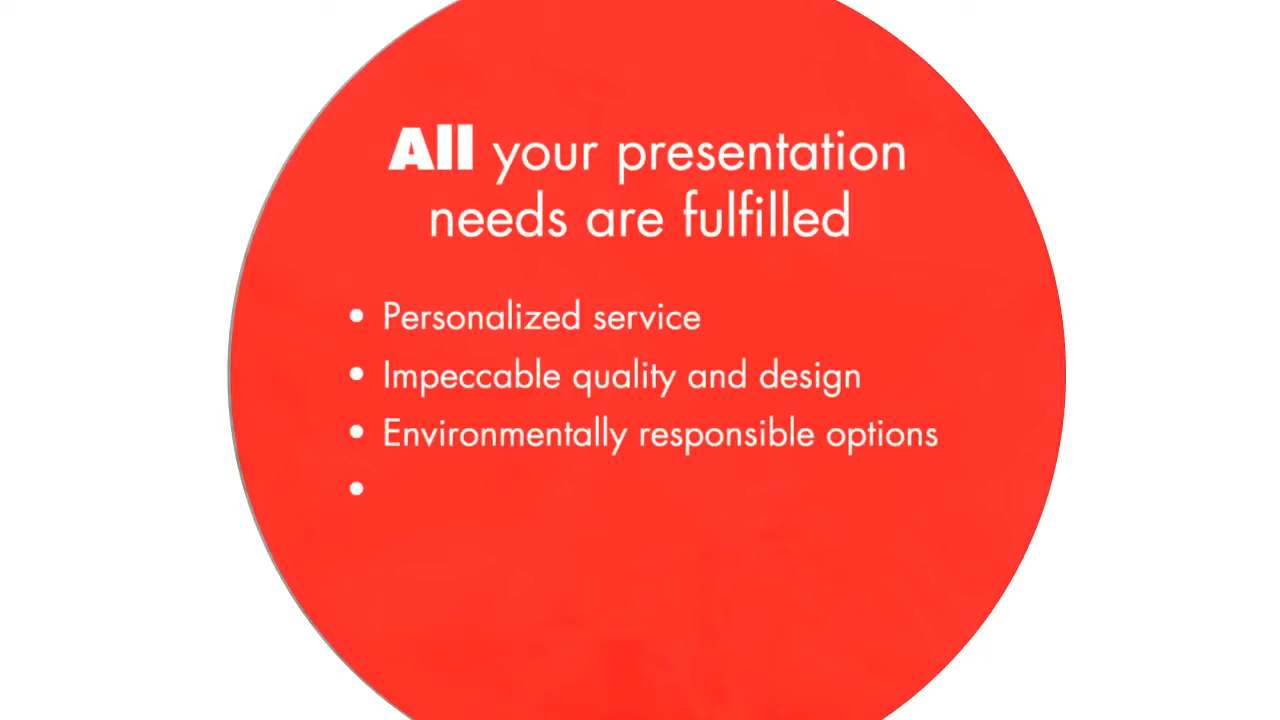 All your presentation
needs are fulfilled
• Personalized service
• Impeccable quality and design
• Environmentally responsible options
•